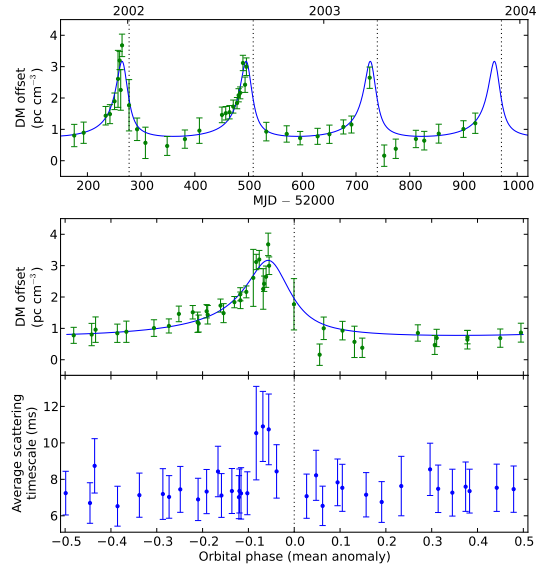 2002 2003 2004
DM offset
(pc cm⁻³)
4
3
2
1
0
200 300 400 500 600 700 800 900 1000
MJD − 52000
DM offset
(pc cm⁻³)
4
3
2
1
0
Average scattering
timescale (ms)
12
10
8
6
−0.5 −0.4 −0.3 −0.2 −0.1 0.0 0.1 0.2 0.3 0.4 0.5
Orbital phase (mean anomaly)